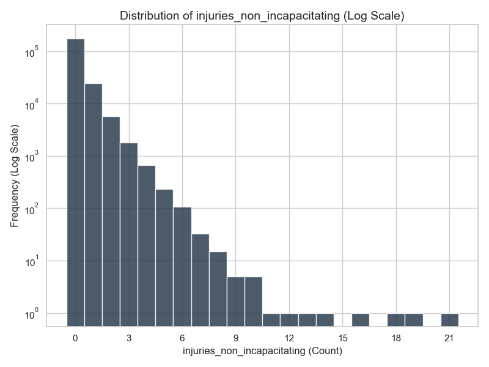 Distribution of injuries_non_incapacitating (Log Scale)
Frequency (Log Scale)
10^5
10^4
10^3
10^2
10^1
10^0
0 3 6 9 12 15 18 21
injuries_non_incapacitating (Count)